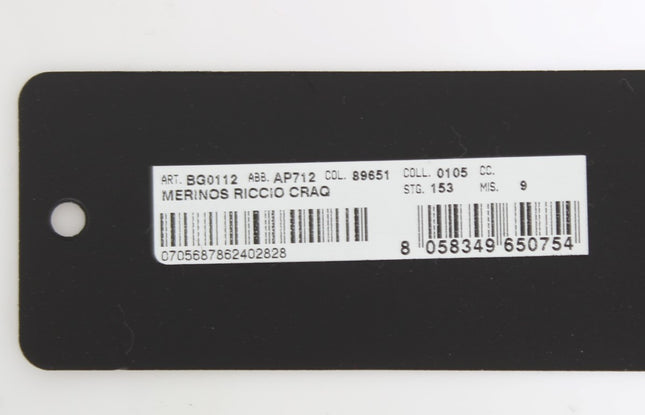 ART. BG0112 ABB. AP712 COL. 89651 COLL. 0105 CC.
MERINOS RICCIO CRAQ STG. 153 MIS. 9
0705687862402828
8 058349 650754